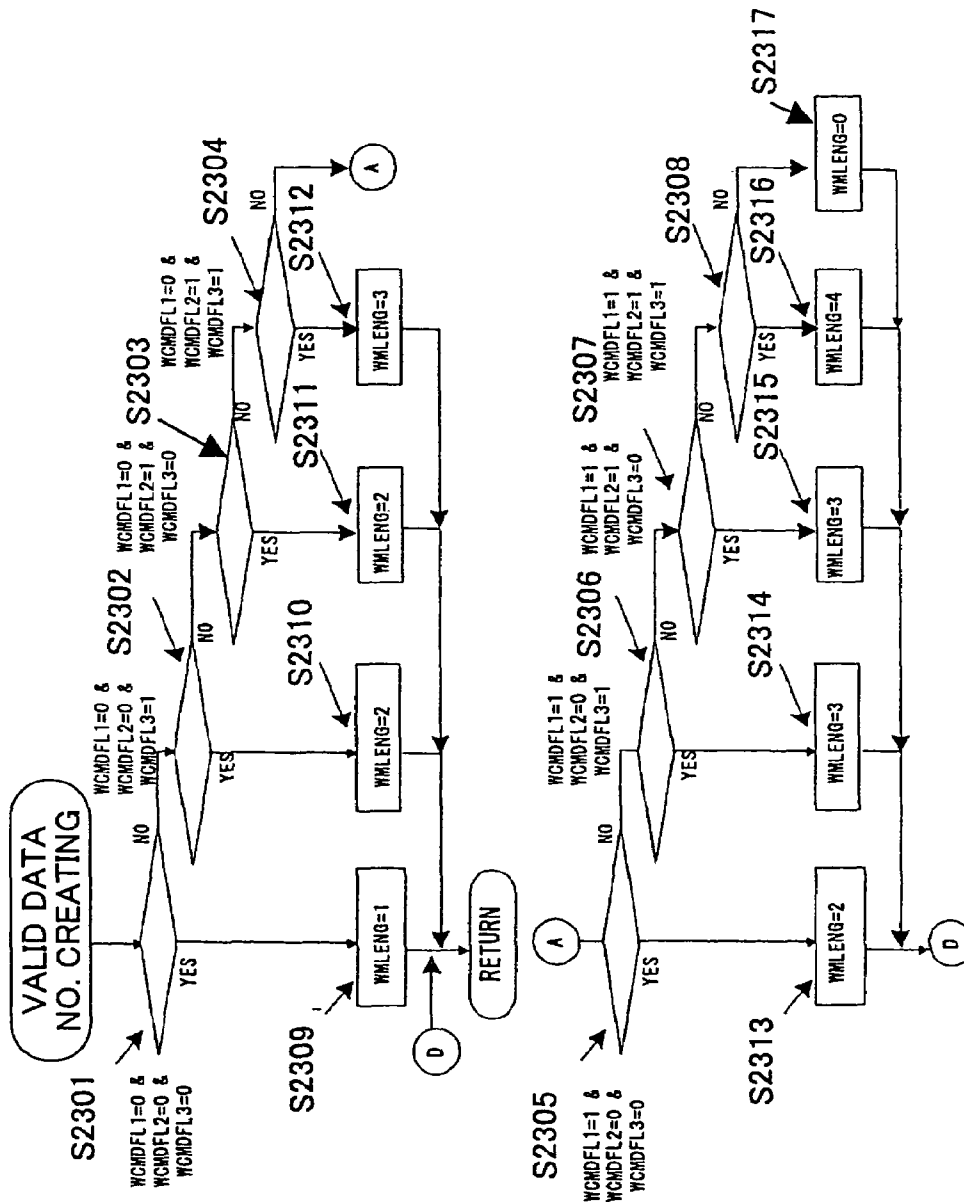 VALID DATA
NO. CREATING
S2301
WCMDFL1=0 &
WCMDFL2=0 &
WCMDFL3=0
NO
YES
S2302
WCMDFL1=0 &
WCMDFL2=0 &
WCMDFL3=1
NO
YES
S2303
WCMDFL1=0 &
WCMDFL2=1 &
WCMDFL3=0
NO
YES
S2304
WCMDFL1=0 &
WCMDFL2=1 &
WCMDFL3=1
NO
YES
A
S2309
WMLENG=1
S2310
WMLENG=2
S2311
WMLENG=2
S2312
WMLENG=3
D
RETURN
A
S2305
WCMDFL1=1 &
WCMDFL2=0 &
WCMDFL3=0
NO
YES
S2306
WCMDFL1=1 &
WCMDFL2=0 &
WCMDFL3=1
NO
YES
S2307
WCMDFL1=1 &
WCMDFL2=1 &
WCMDFL3=0
NO
YES
S2308
WCMDFL1=1 &
WCMDFL2=1 &
WCMDFL3=1
NO
YES
S2313
WMLENG=2
S2314
WMLENG=3
S2315
WMLENG=3
S2316
WMLENG=4
S2317
WMLENG=0
D